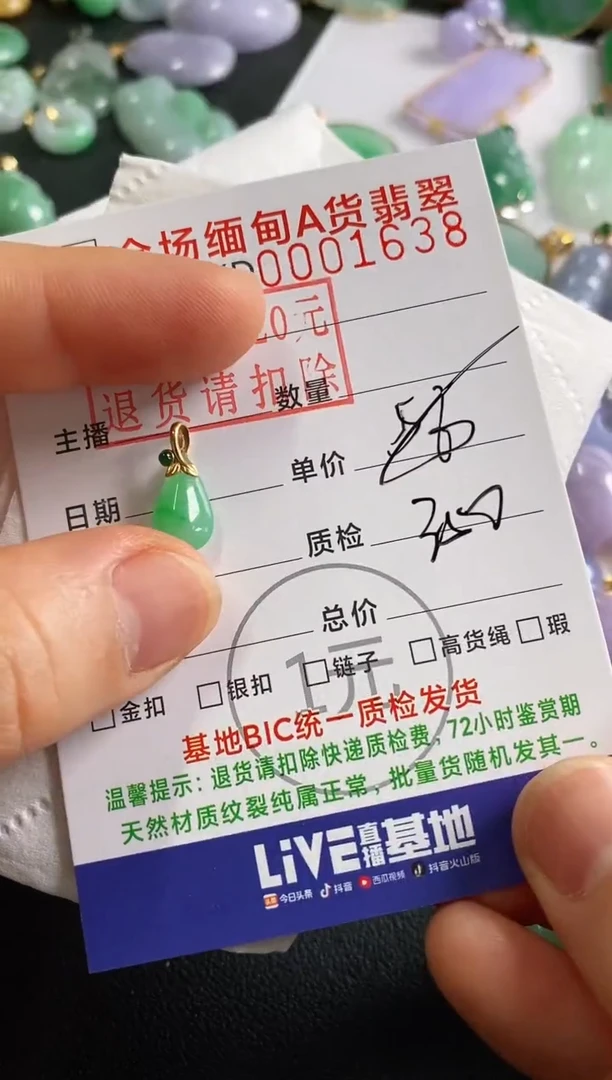 场缅甸A货翡翠
0001638
20元
退货请扣除
数量
主播
单价
日期
质检
总价
金扣 银扣 链子 高货绳 瑕
1元
基地BIC统一质检发货
温馨提示：退货请扣除快递质检费，72小时鉴赏期
天然材质纹裂纯属正常，批量货随机发其一。
LiVE直播基地
头条 今日头条 抖音 西瓜视频 抖音火山版